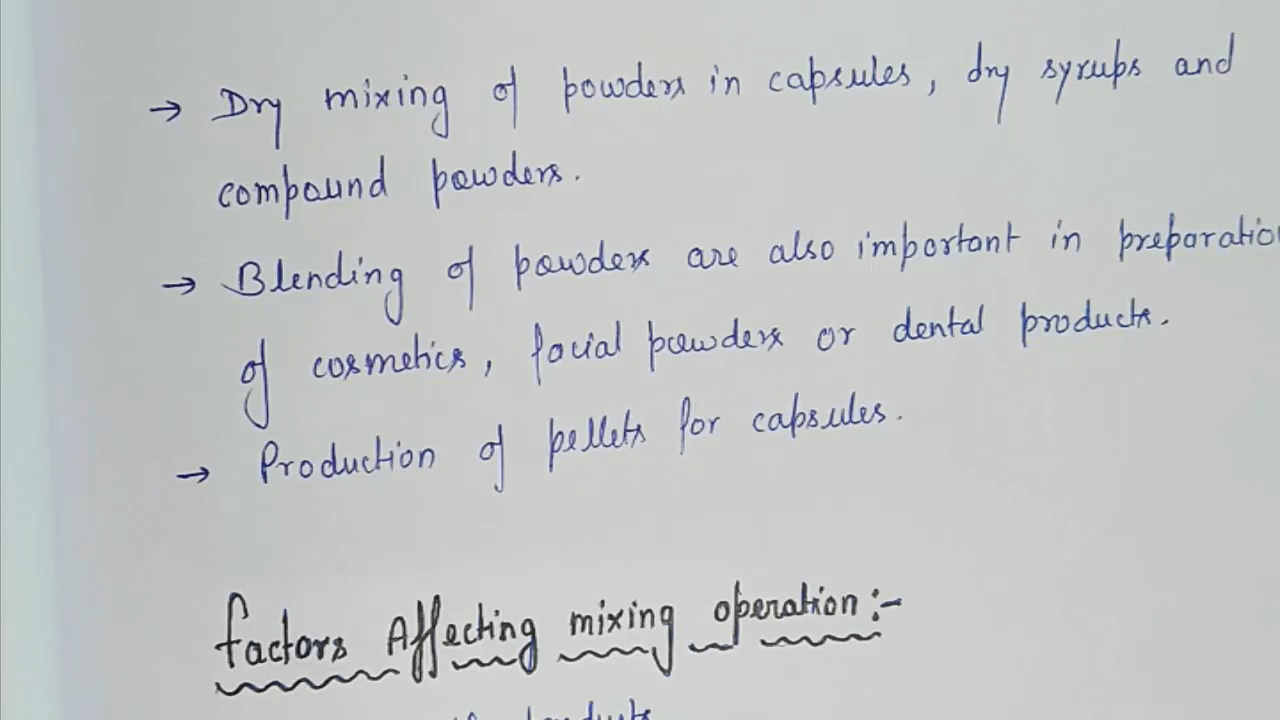 → Dry mixing of powders in capsules, dry syrups and
compound powders.
→ Blending of powders are also important in preparatio
of cosmetics, facial powders or dental products.
→ Production of pellets for capsules.
Factors Affecting mixing operation :-